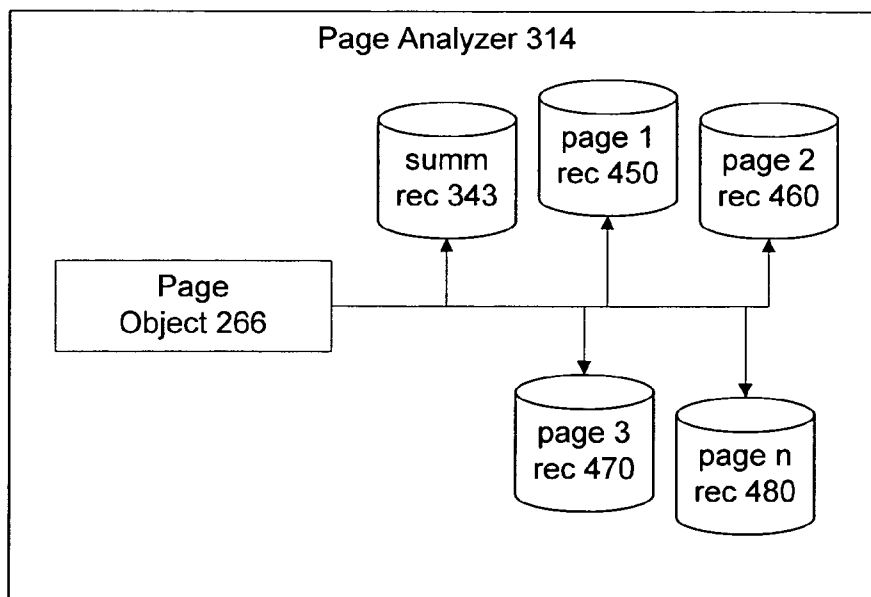 Page Analyzer 314
summ
rec 343
page 1
rec 450
page 2
rec 460
Page
Object 266
page 3
rec 470
page n
rec 480